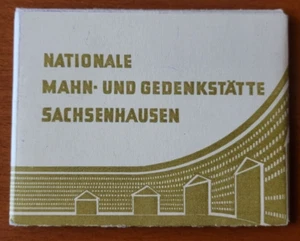 NATIONALE
MAHN- UND GEDENKSTÄTTE
SACHSENHAUSEN